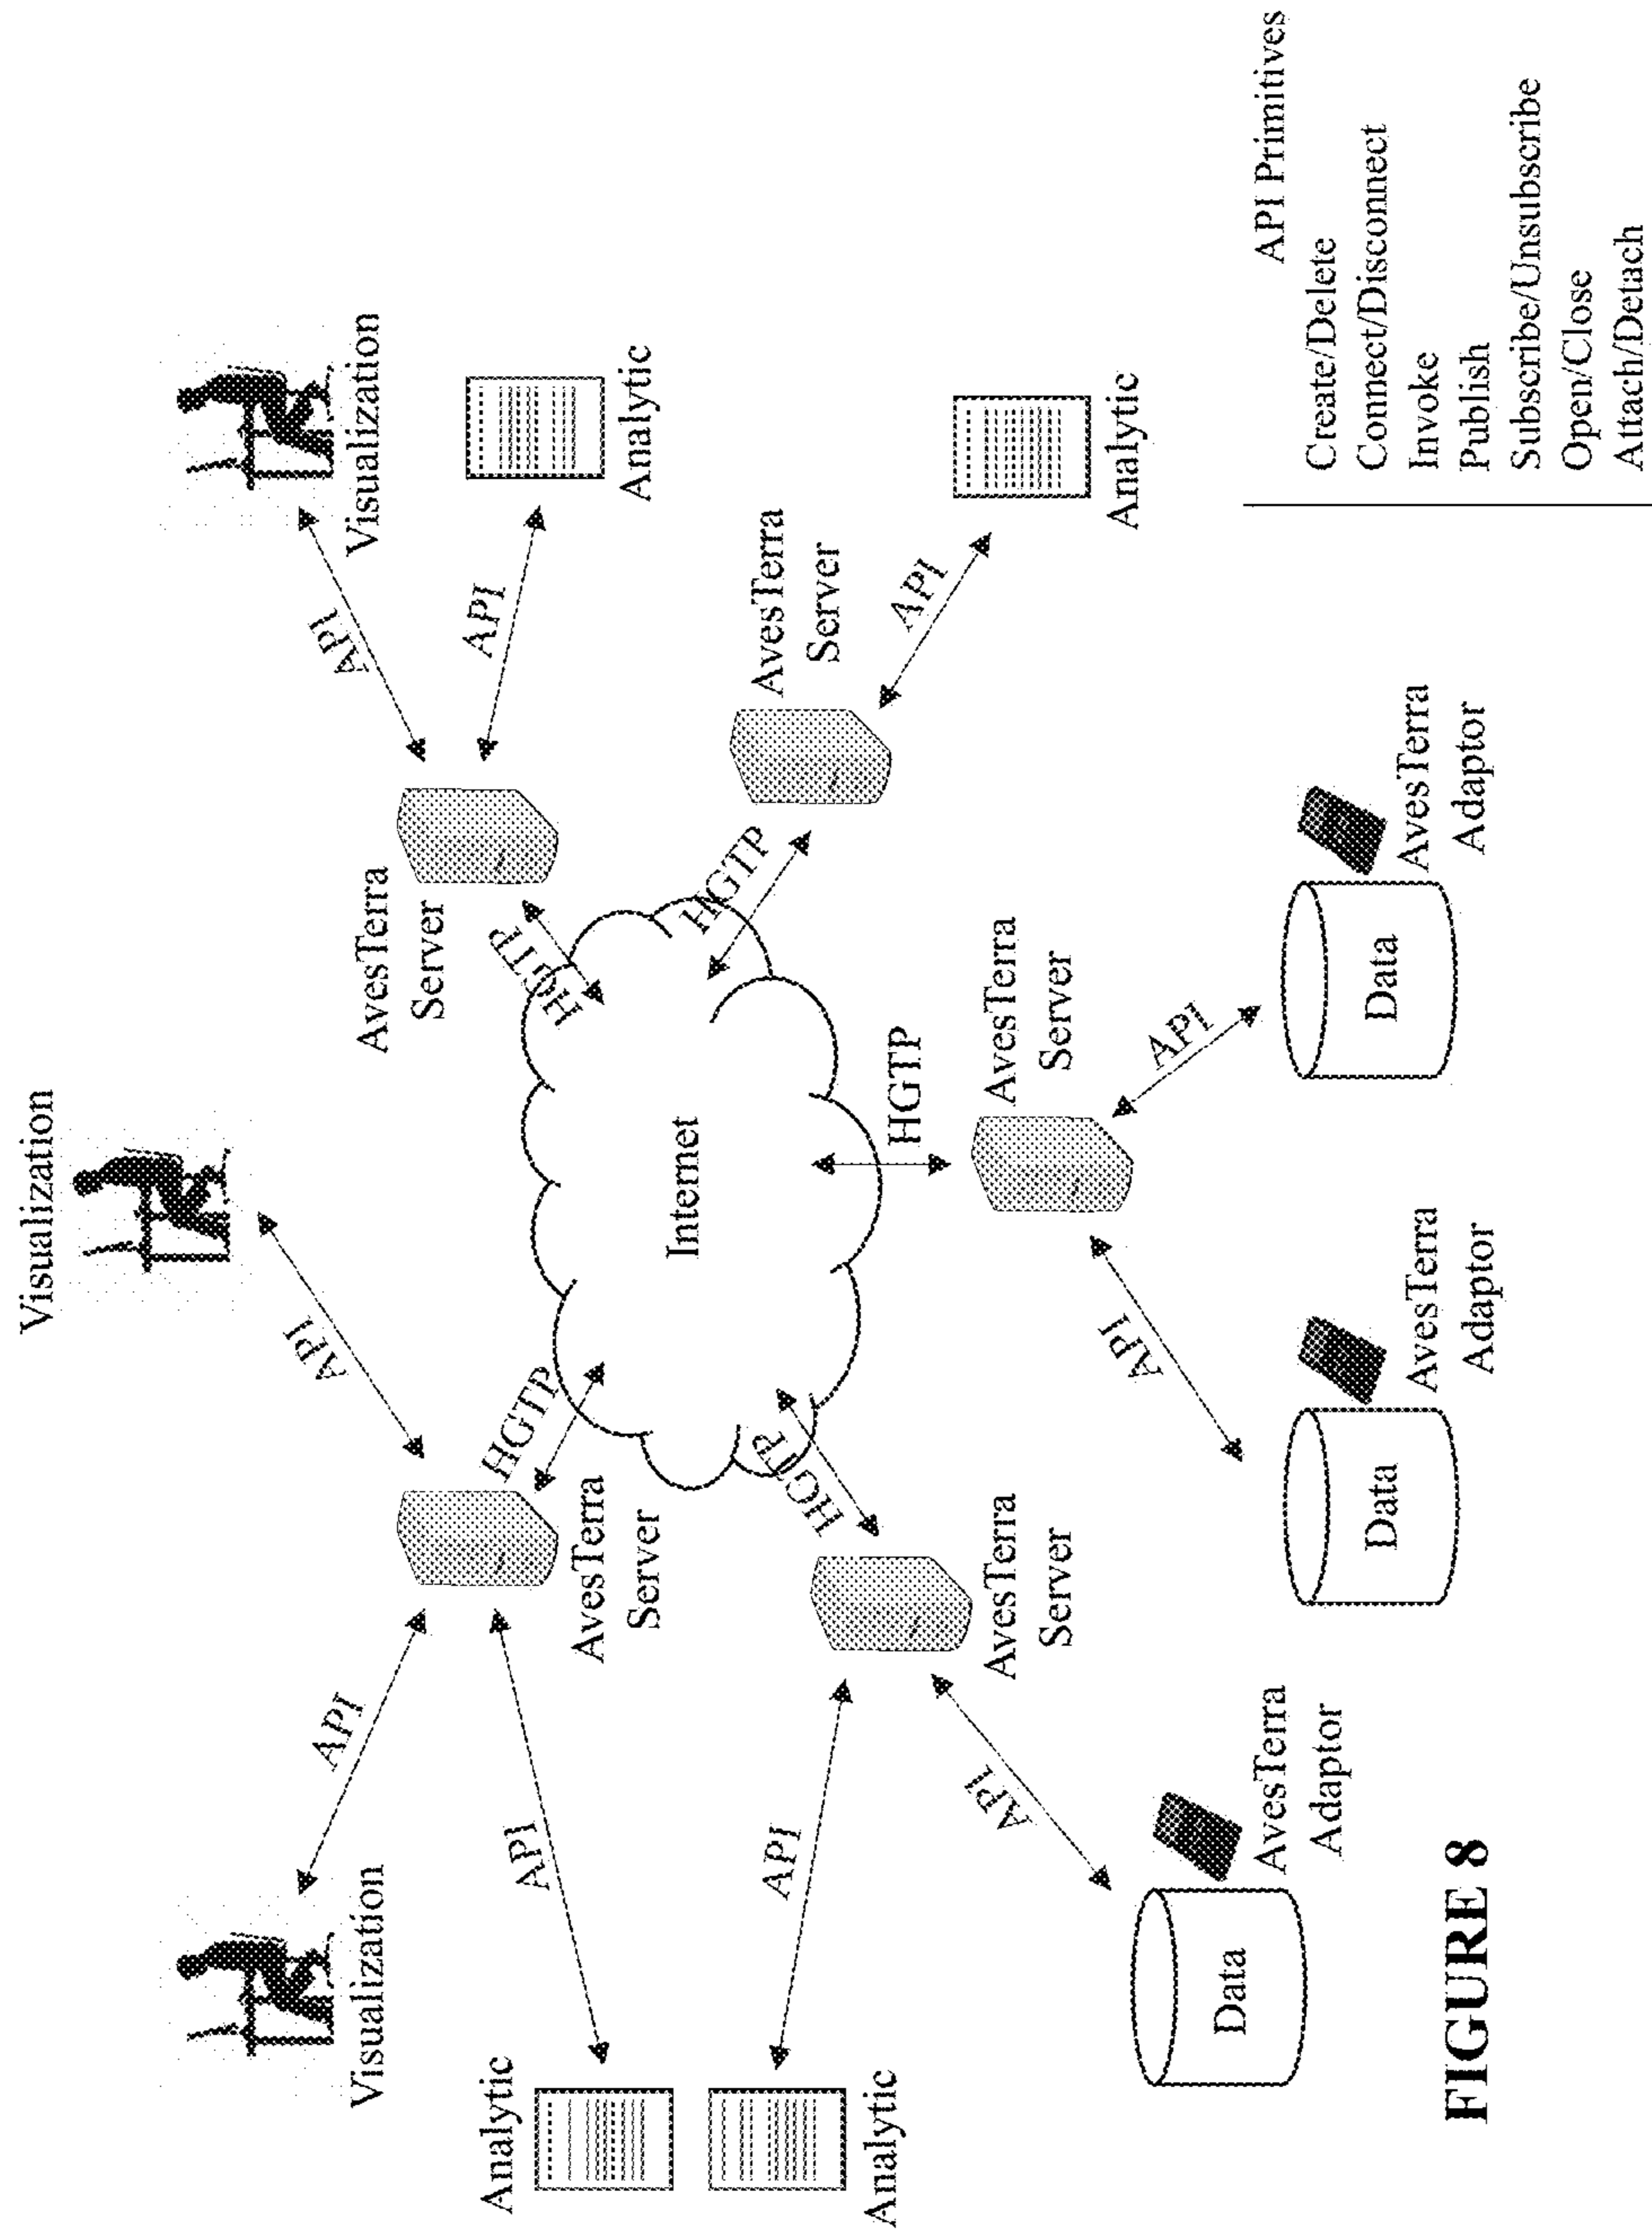 Visualization
Visualization
Visualization
API
API
API
API
API
Analytic
Analytic
AvesTerra
Server
AvesTerra
Server
HGTP
HGTP
Internet
HGTP
HGTP
HGTP
AvesTerra
Server
AvesTerra
Server
AvesTerra
Server
API
API
API
API
API
Analytic
Analytic
Data
AvesTerra
Adaptor
Data
AvesTerra
Adaptor
Data
AvesTerra
Adaptor
API Primitives
Create/Delete
Connect/Disconnect
Invoke
Publish
Subscribe/Unsubscribe
Open/Close
Attach/Detach
FIGURE 8